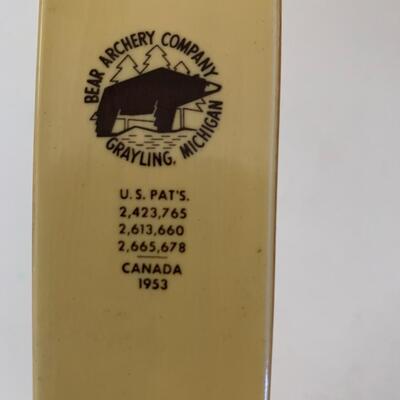 BEAR ARCHERY COMPANY
GRAYLING, MICHIGAN
U.S. PAT'S.
2,423,765
2,613,660
2,665,678
CANADA
1953